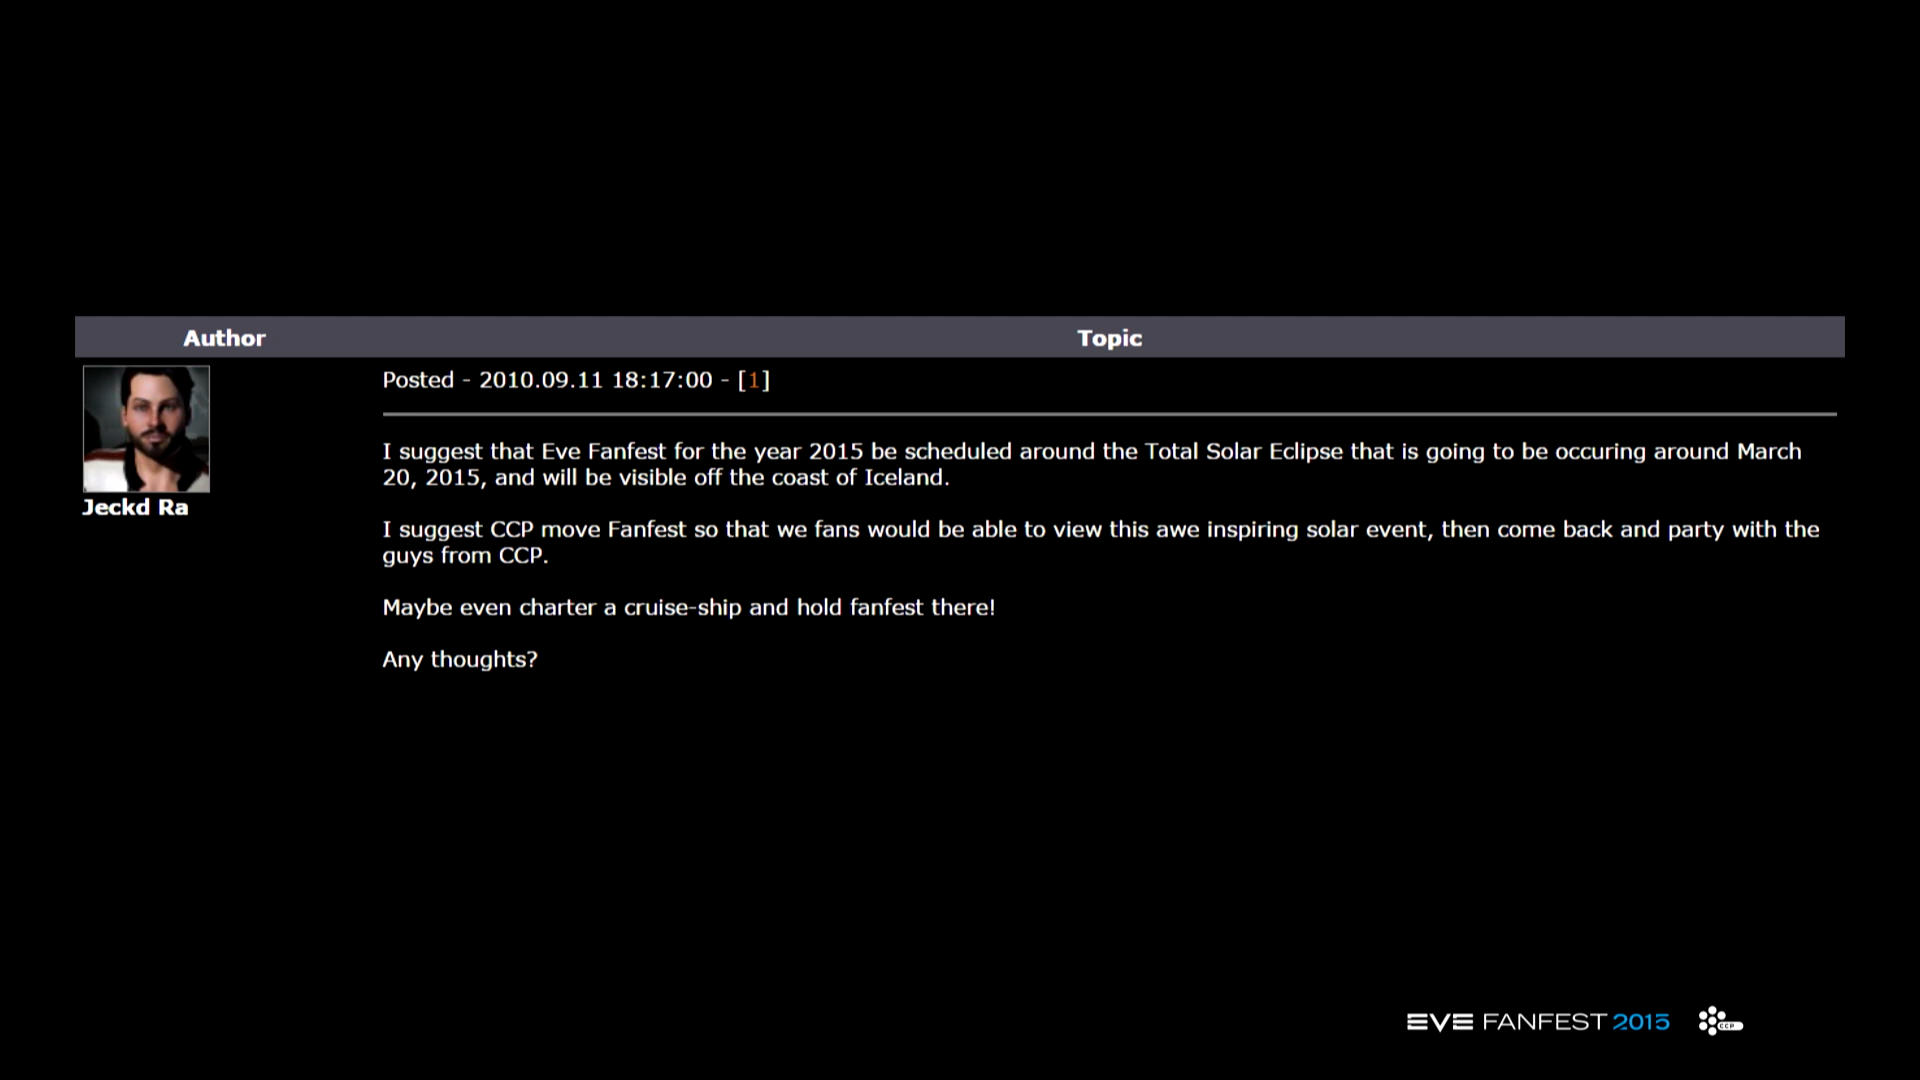 Author Topic
Posted - 2010.09.11 18:17:00 - [1]
Jeckd Ra
I suggest that Eve Fanfest for the year 2015 be scheduled around the Total Solar Eclipse that is going to be occuring around March
20, 2015, and will be visible off the coast of Iceland.
I suggest CCP move Fanfest so that we fans would be able to view this awe inspiring solar event, then come back and party with the
guys from CCP.
Maybe even charter a cruise-ship and hold fanfest there!
Any thoughts?
EVE FANFEST 2015 CCP